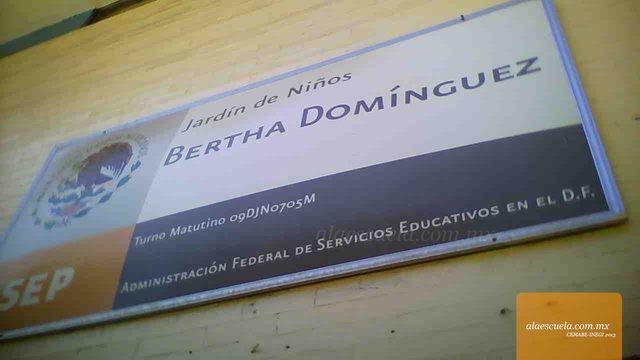 Jardín de Niños
Bertha Domínguez
Turno Matutino 09DJN0705M
Administración Federal de Servicios Educativos en el D.F.
SEP
alaescuela.com.mx
alaescuela.com.mx
CEMABE-INEGI 2013